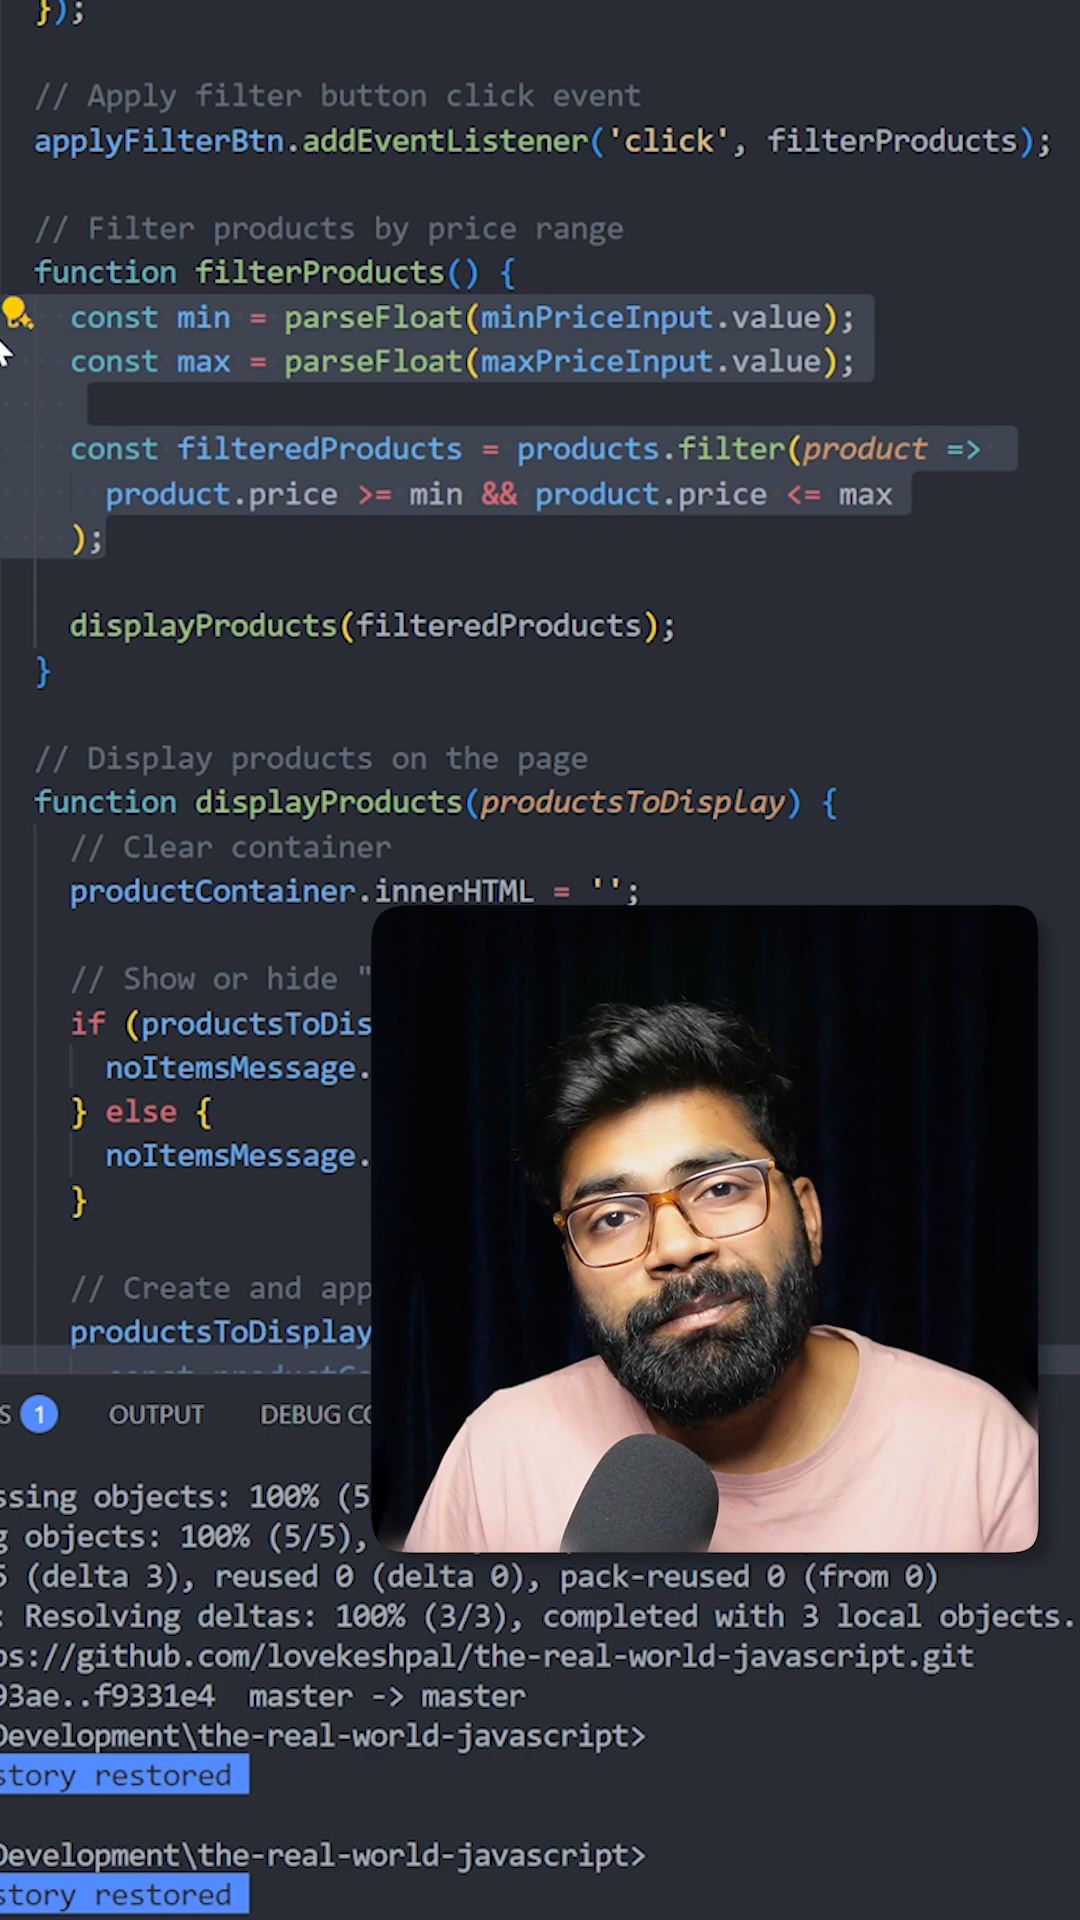 });
// Apply filter button click event
applyFilterBtn.addEventListener('click', filterProducts);
// Filter products by price range
function filterProducts() {
const min = parseFloat(minPriceInput.value);
const max = parseFloat(maxPriceInput.value);
const filteredProducts = products.filter(product =>
product.price >= min && product.price <= max
);
displayProducts(filteredProducts);
}
// Display products on the page
function displayProducts(productsToDisplay) {
// Clear container
productContainer.innerHTML = '';
// Show or hide "
if (productsToDis
noItemsMessage.
} else {
noItemsMessage.
}
// Create and app
productsToDisplay
S 1 OUTPUT DEBUG CO
ssing objects: 100% (5
g objects: 100% (5/5),
5 (delta 3), reused 0 (delta 0), pack-reused 0 (from 0)
: Resolving deltas: 100% (3/3), completed with 3 local objects.
ps://github.com/lovekeshpal/the-real-world-javascript.git
93ae..f9331e4 master -> master
Development\the-real-world-javascript>
story restored
Development\the-real-world-javascript>
story restored